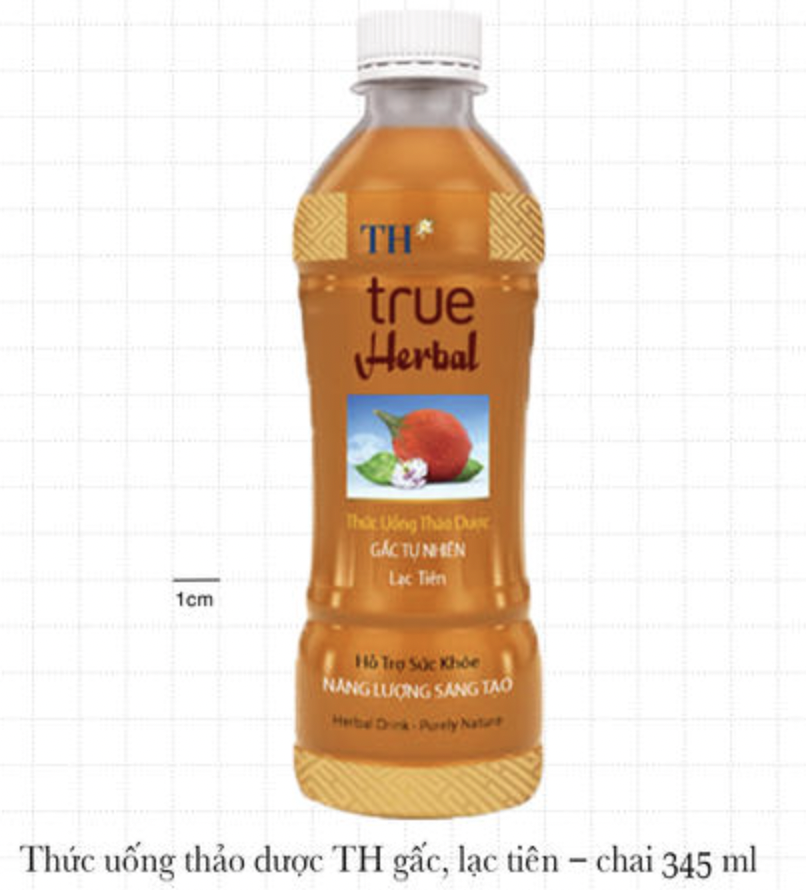 TH
true
Herbal
Thức Uống Thảo Dược
GẤC TỰ NHIÊN
Lạc Tiên
1cm
Hỗ Trợ Sức Khỏe
NĂNG LƯỢNG SÁNG TẠO
Herbal Drink - Purely Nature
Thức uống thảo dược TH gấc, lạc tiên – chai 345 ml